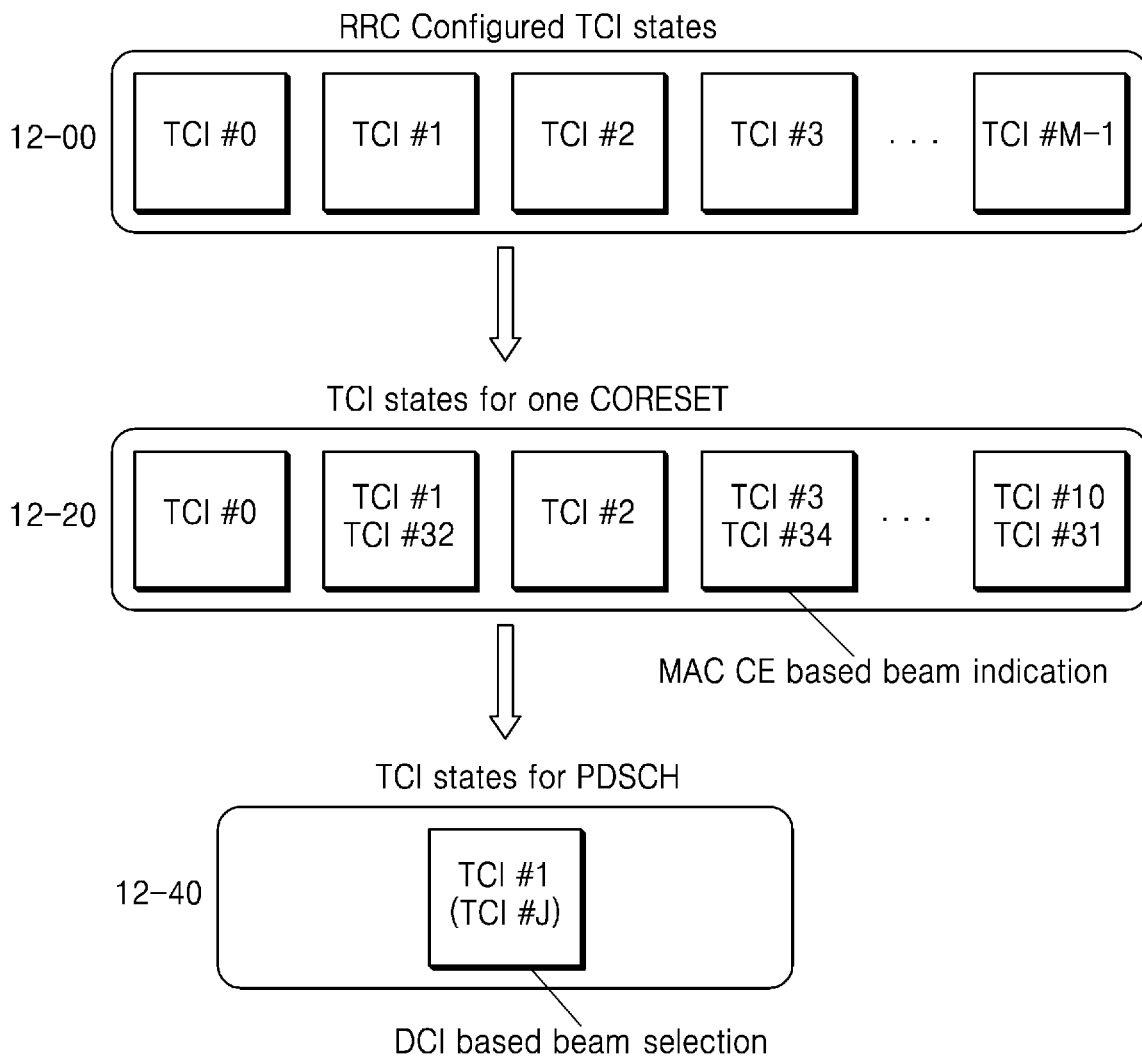 RRC Configured TCI states
12-00
TCI #0
TCI #1
TCI #2
TCI #3
. . .
TCI #M-1
TCI states for one CORESET
12-20
TCI #0
TCI #1
TCI #32
TCI #2
TCI #3
TCI #34
. . .
TCI #10
TCI #31
MAC CE based beam indication
TCI states for PDSCH
12-40
TCI #1
(TCI #J)
DCI based beam selection